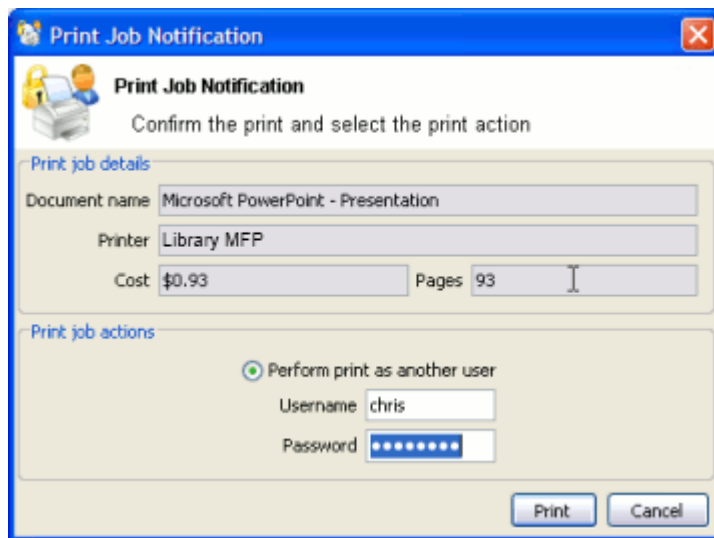 Print Job Notification
Print Job Notification
Confirm the print and select the print action
Print job details
Document name Microsoft PowerPoint - Presentation
Printer Library MFP
Cost $0.93 Pages 93
Print job actions
Perform print as another user
Username chris
Password ●●●●●●●●
Print Cancel